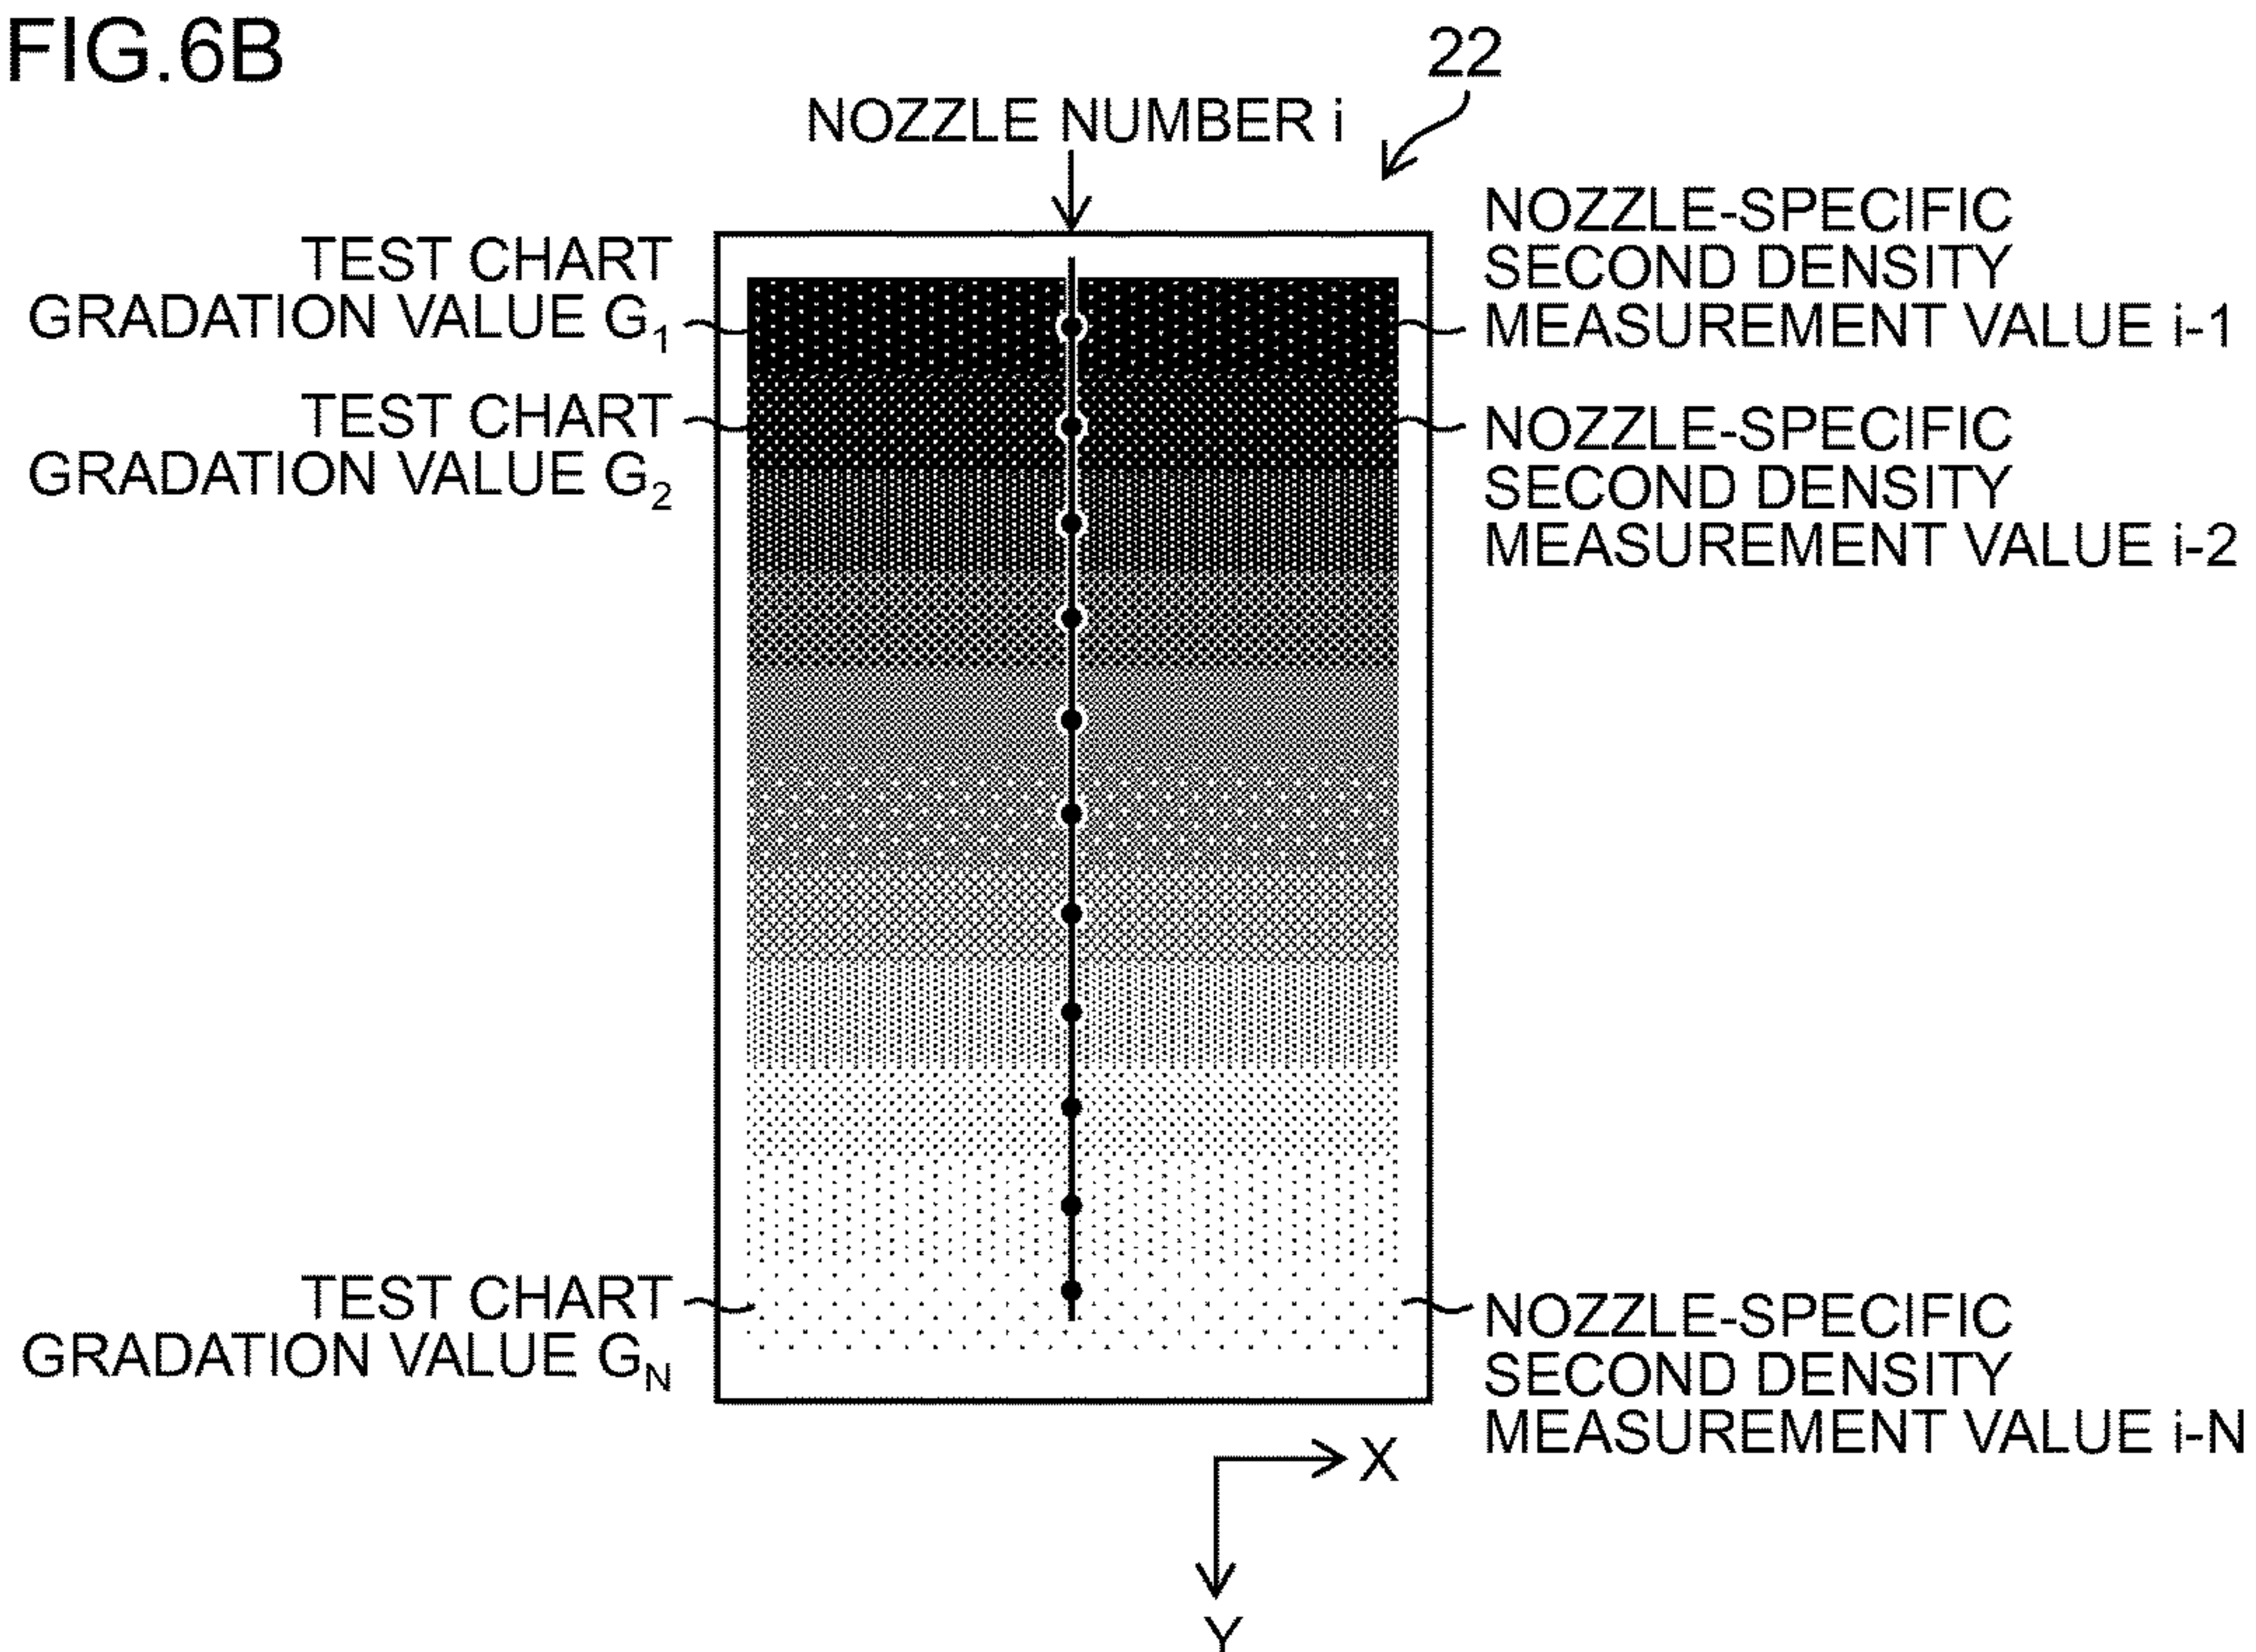 FIG.6B
22
NOZZLE NUMBER i
TEST CHART
GRADATION VALUE G1
NOZZLE-SPECIFIC
SECOND DENSITY
MEASUREMENT VALUE i-1
TEST CHART
GRADATION VALUE G2
NOZZLE-SPECIFIC
SECOND DENSITY
MEASUREMENT VALUE i-2
TEST CHART
GRADATION VALUE GN
NOZZLE-SPECIFIC
SECOND DENSITY
MEASUREMENT VALUE i-N
X
Y